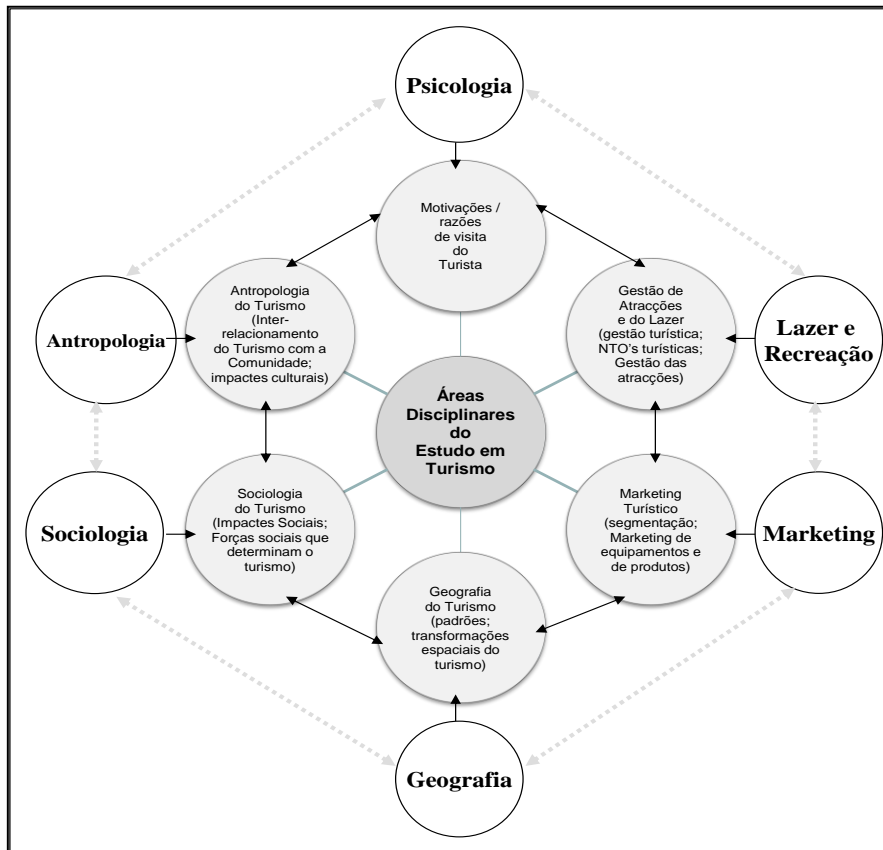 Psicologia
Motivações /
razões
de visita
do
Turista
Antropologia
do Turismo
(Inter-
relacionamento
do Turismo com a
Comunidade;
impactes culturais)
Gestão de
Atracções
e do Lazer
(gestão turística;
NTO's turísticas;
Gestão das
atracções)
Antropologia
Lazer e
Recreação
Áreas
Disciplinares
do
Estudo em
Turismo
Sociologia
Sociologia
do Turismo
(Impactes Sociais;
Forças sociais que
determinam o
turismo)
Marketing
Turístico
(segmentação;
Marketing de
equipamentos e
de produtos)
Marketing
Geografia
do Turismo
(padrões;
transformações
espaciais do
turismo)
Geografia